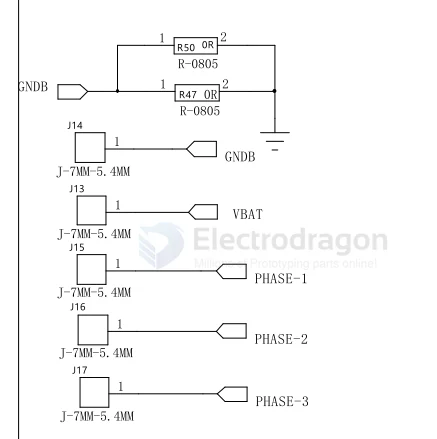 1 R50 0R 2
R-0805
GNDB
1 R47 0R 2
R-0805
J14
1
GNDB
J-7MM-5.4MM
J13
1
VBAT
J-7MM-5.4MM
Electrodragon
J15
1
PHASE-1
J-7MM-5.4MM
J16
1
PHASE-2
J-7MM-5.4MM
J17
1
PHASE-3
J-7MM-5.4MM